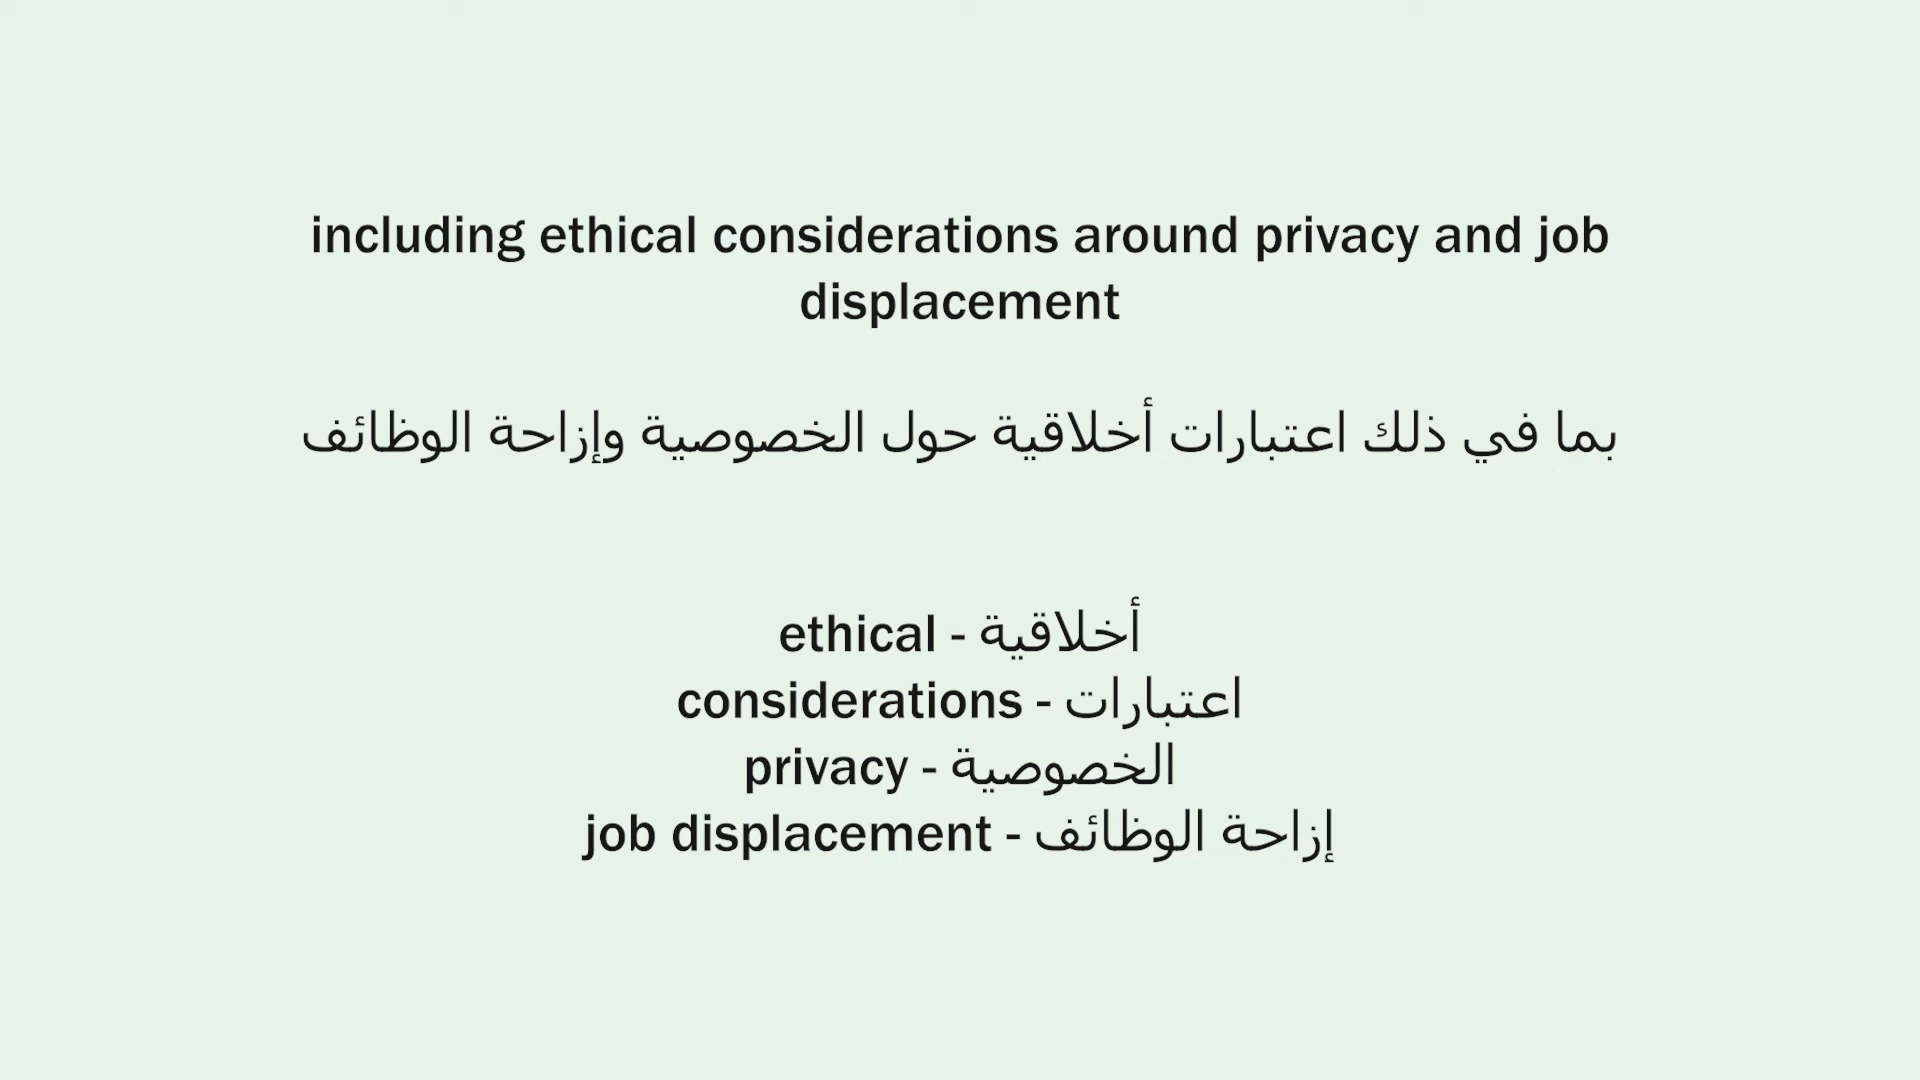 including ethical considerations around privacy and job
displacement
بما في ذلك اعتبارات أخلاقية حول الخصوصية وإزاحة الوظائف
ethical - أخلاقية
considerations - اعتبارات
privacy - الخصوصية
job displacement - إزاحة الوظائف